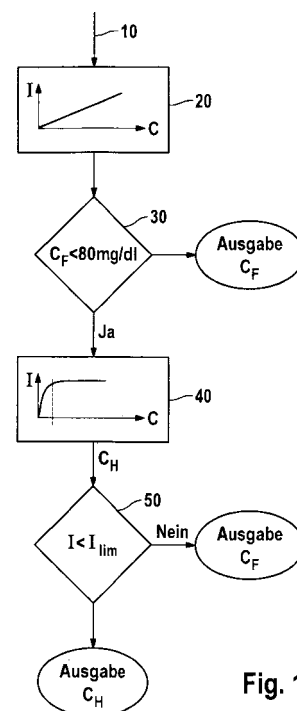 10
I
C
20
30
C_F<80mg/dl
Ausgabe
C_F
Ja
I
C
40
C_H
50
I<I_lim
Nein
Ausgabe
C_F
Ausgabe
C_H
Fig. 1